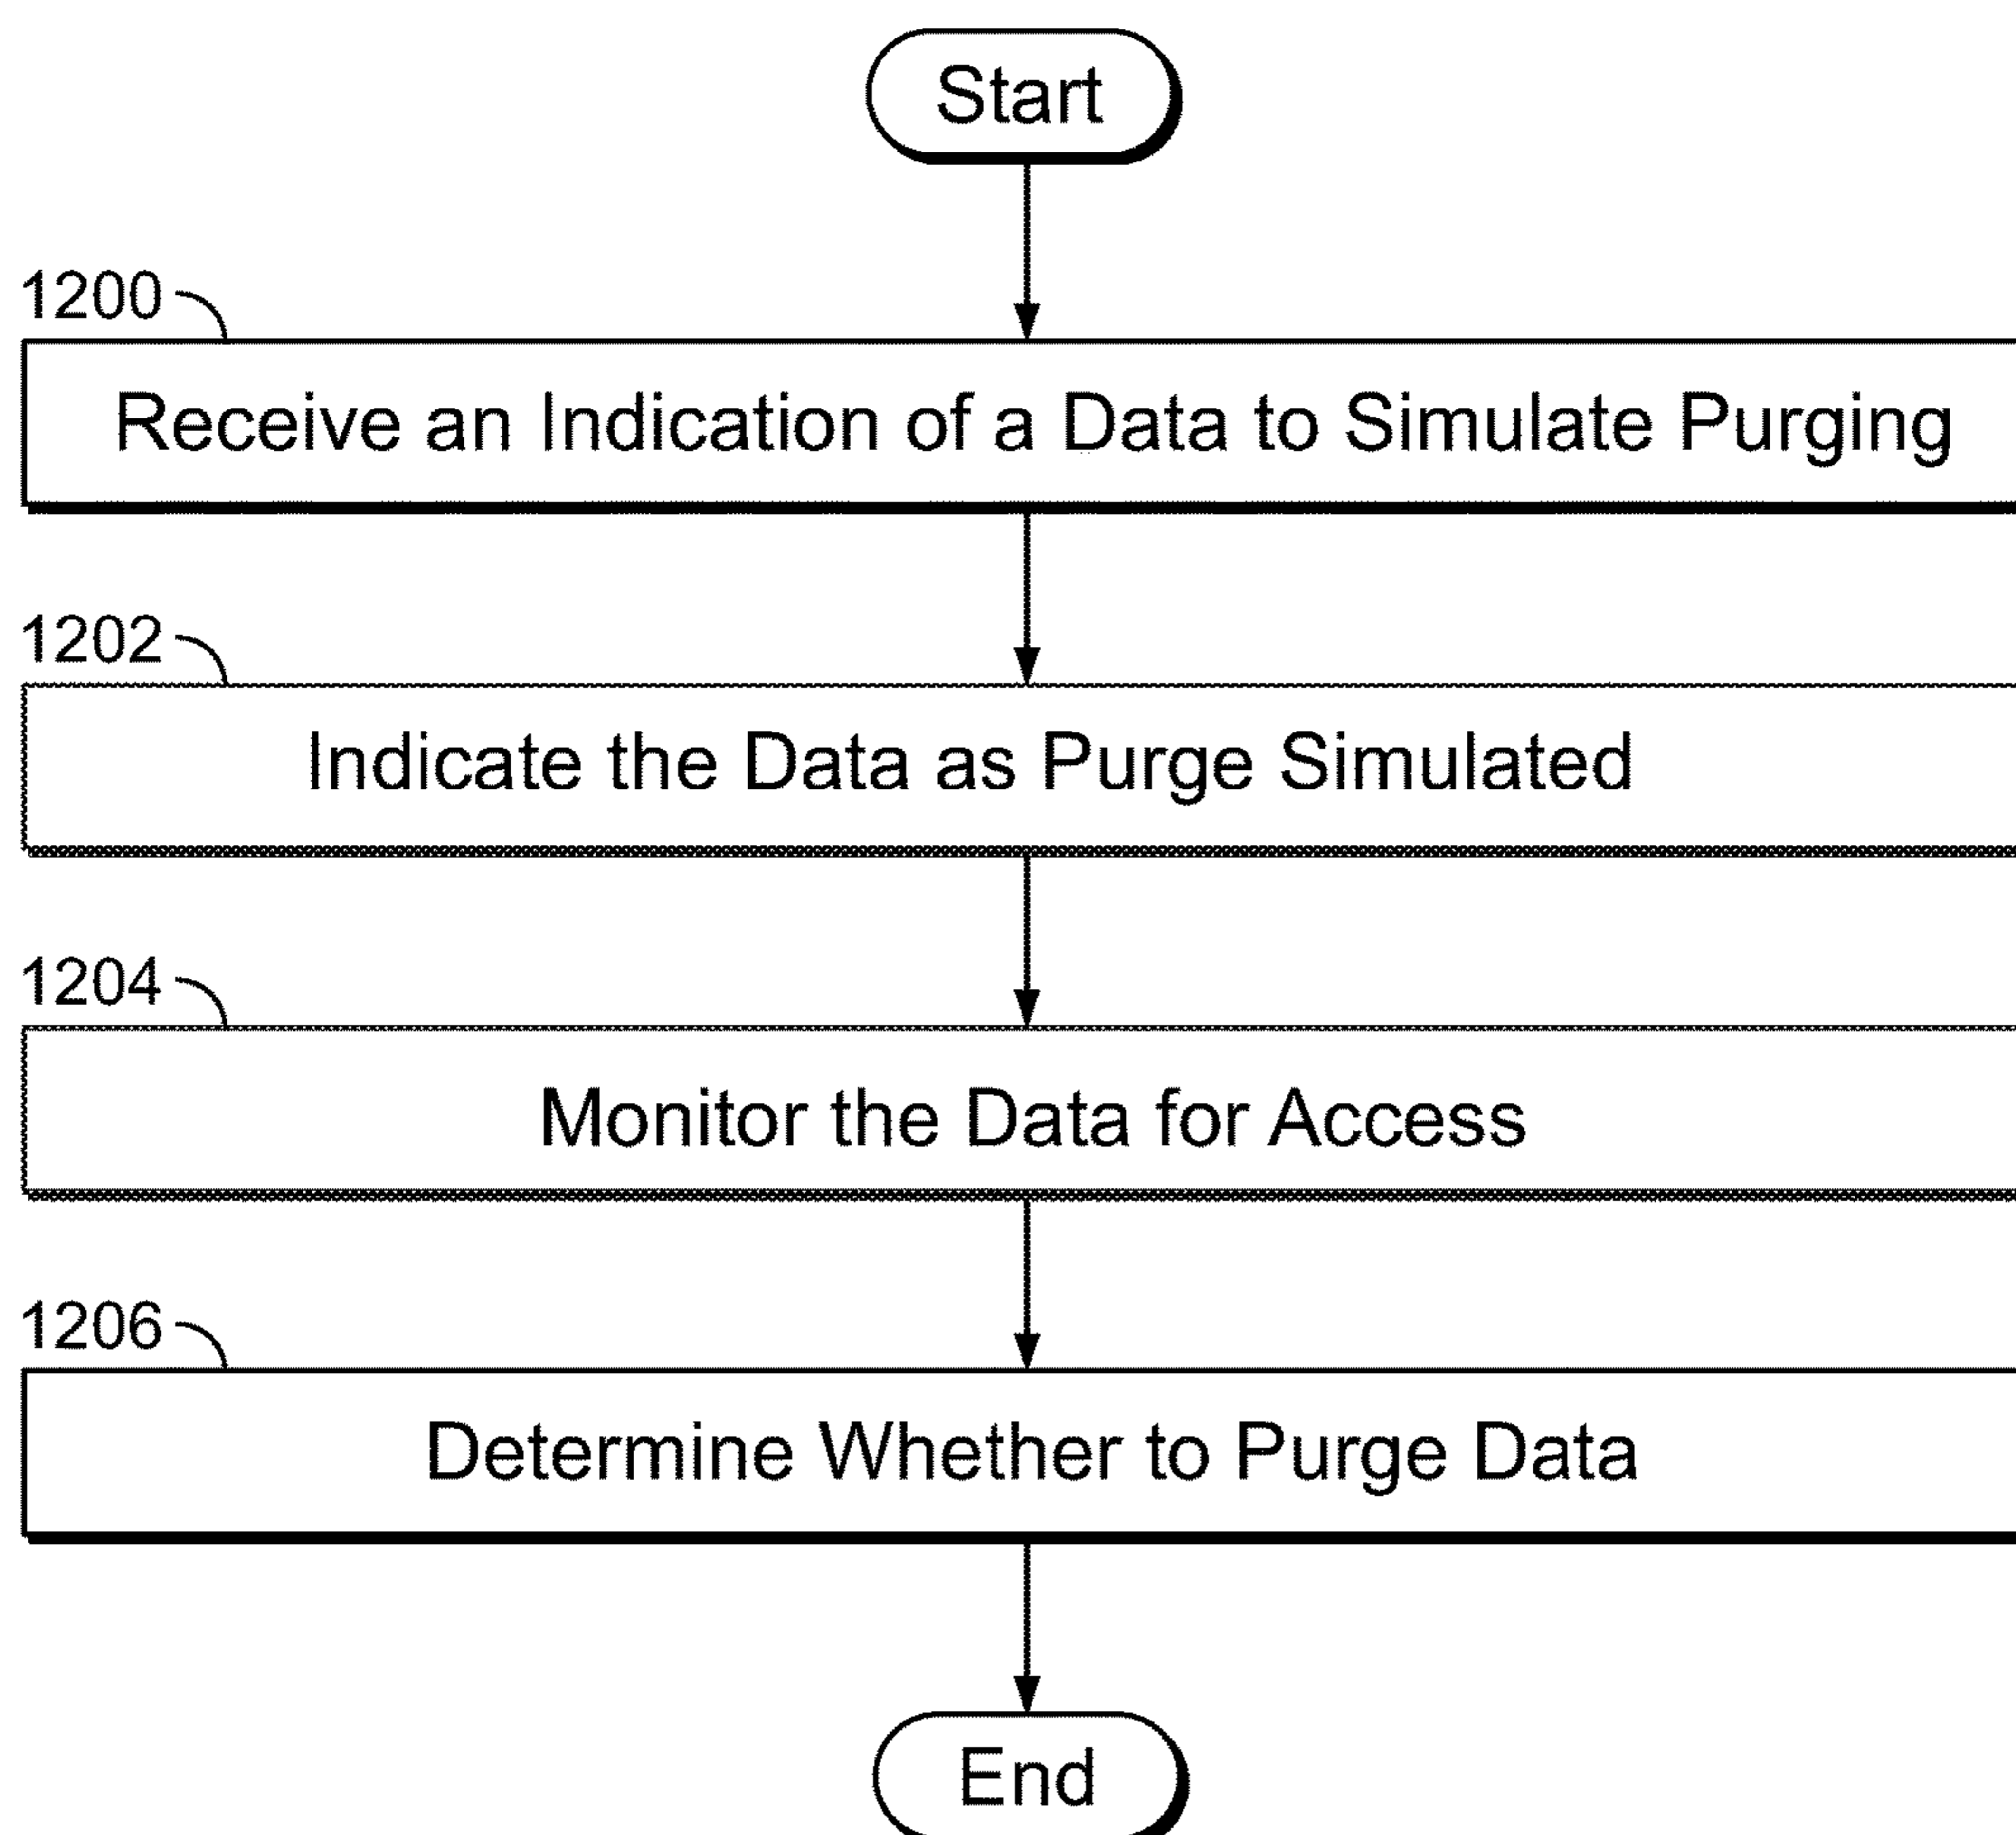 Start
1200
Receive an Indication of a Data to Simulate Purging
1202
Indicate the Data as Purge Simulated
1204
Monitor the Data for Access
1206
Determine Whether to Purge Data
End